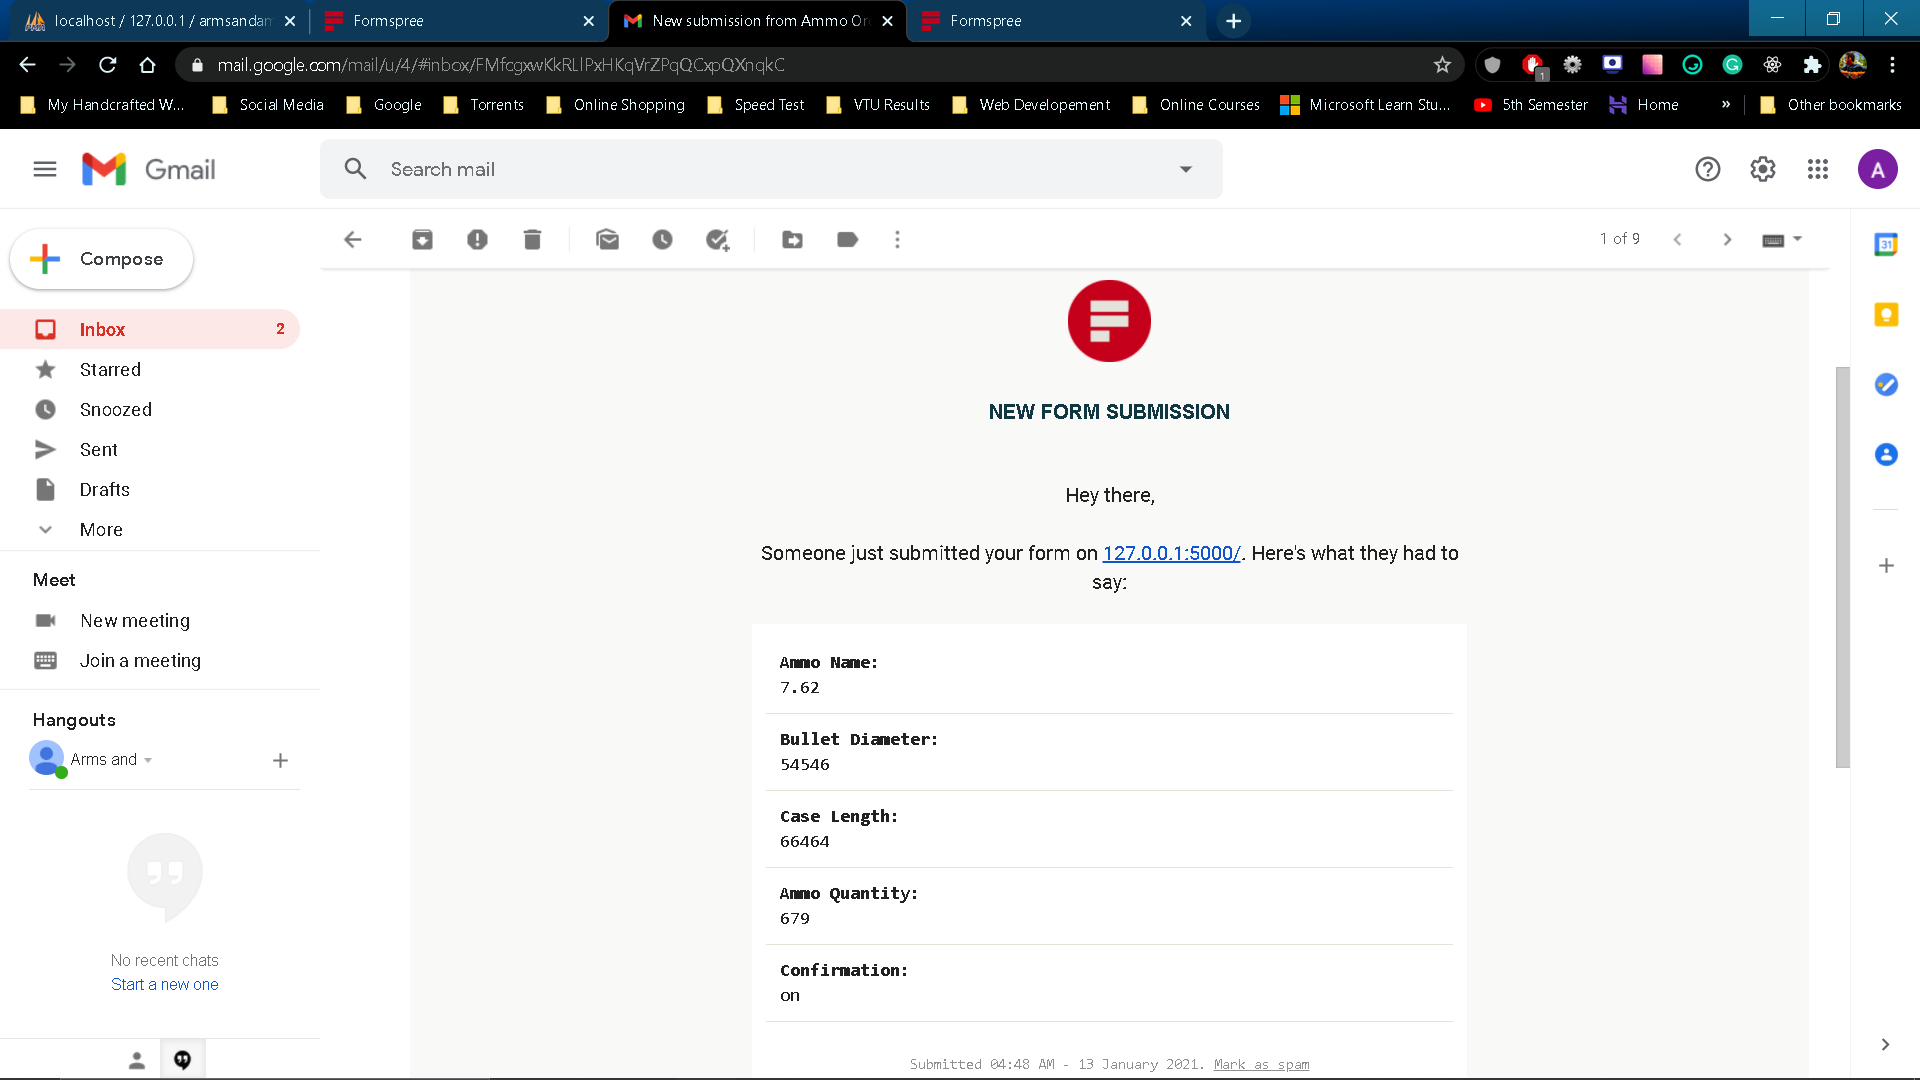 localhost / 127.0.0.1 / armsandam
Formspree
New submission from Ammo Or
Formspree
mail.google.com/mail/u/4/#inbox/FMfcgxwKkRLlPxHKqVrZPqQCxpQXnqkC
1
My Handcrafted W...
Social Media
Google
Torrents
Online Shopping
Speed Test
VTU Results
Web Developement
Online Courses
Microsoft Learn Stu...
5th Semester
Home
»
Other bookmarks
Gmail
Search mail
A
Compose
1 of 9
31
Inbox 2
Starred
Snoozed
Sent
Drafts
More
Meet
New meeting
Join a meeting
Hangouts
Arms and
No recent chats
Start a new one
NEW FORM SUBMISSION
Hey there,
Someone just submitted your form on 127.0.0.1:5000/. Here's what they had to
say:
Ammo Name:
7.62
Bullet Diameter:
54546
Case Length:
66464
Ammo Quantity:
679
Confirmation:
on
Submitted 04:48 AM - 13 January 2021. Mark as spam